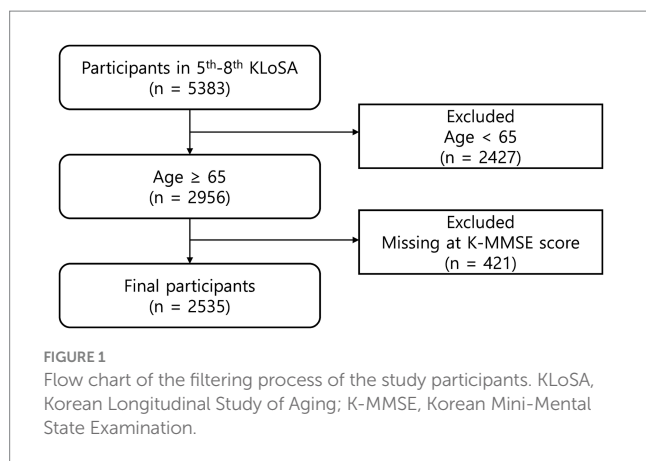 Participants in 5th-8th KLoSA
(n = 5383)
Excluded
Age < 65
(n = 2427)
Age ≥ 65
(n = 2956)
Excluded
Missing at K-MMSE score
(n = 421)
Final participants
(n = 2535)
FIGURE 1
Flow chart of the filtering process of the study participants. KLoSA,
Korean Longitudinal Study of Aging; K-MMSE, Korean Mini-Mental
State Examination.